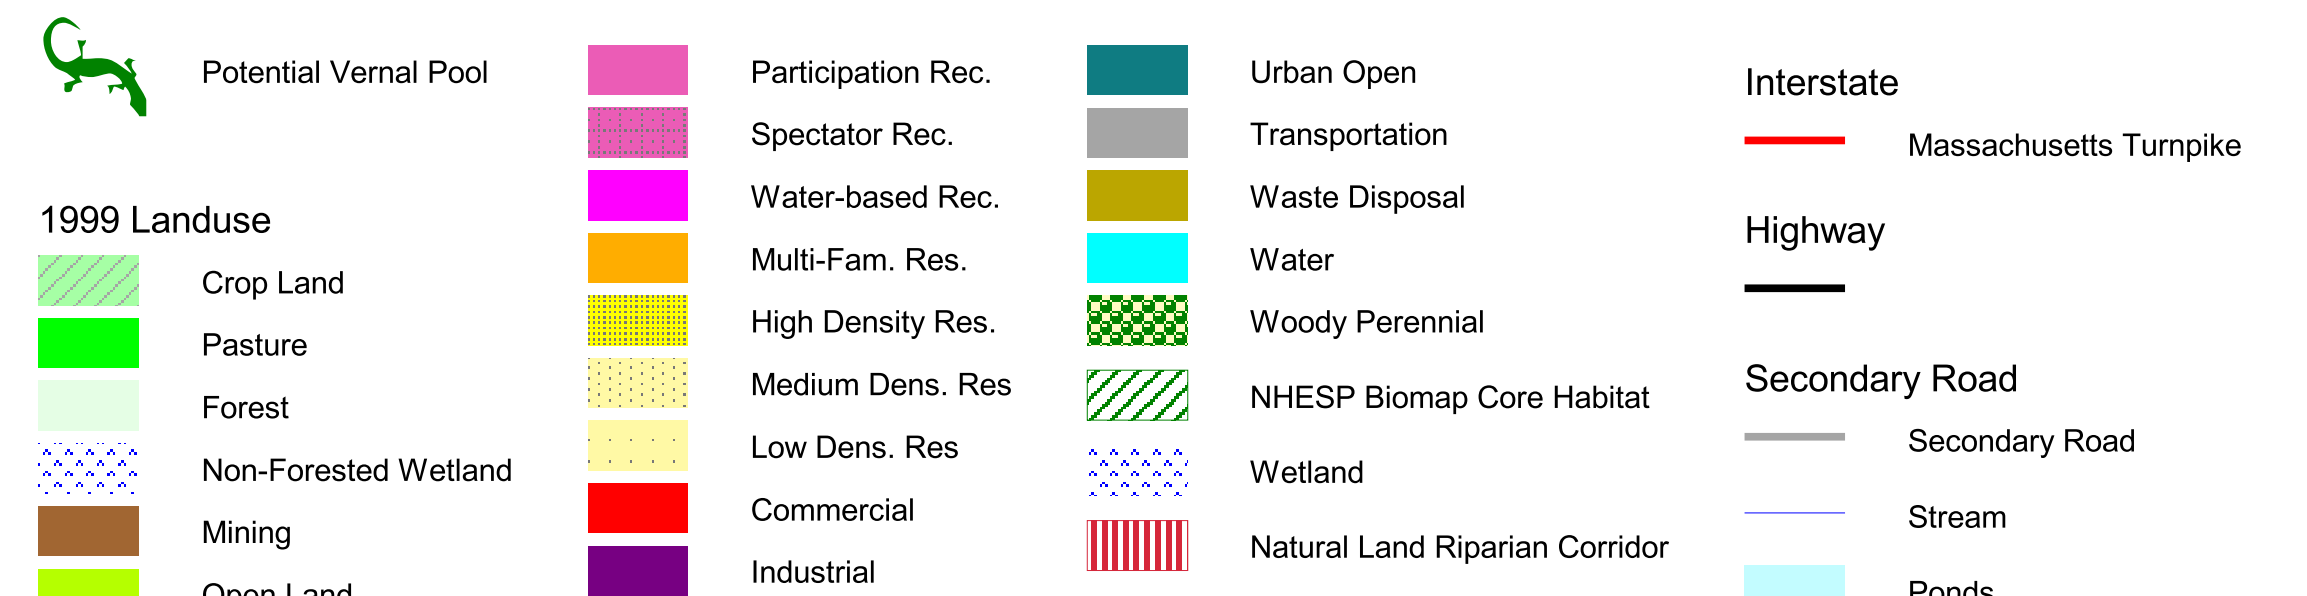 Potential Vernal Pool
1999 Landuse
Crop Land
Pasture
Forest
Non-Forested Wetland
Mining
Open Land
Participation Rec.
Spectator Rec.
Water-based Rec.
Multi-Fam. Res.
High Density Res.
Medium Dens. Res
Low Dens. Res
Commercial
Industrial
Urban Open
Transportation
Waste Disposal
Water
Woody Perennial
NHESP Biomap Core Habitat
Wetland
Natural Land Riparian Corridor
Interstate
Massachusetts Turnpike
Highway
Secondary Road
Secondary Road
Stream
Ponds